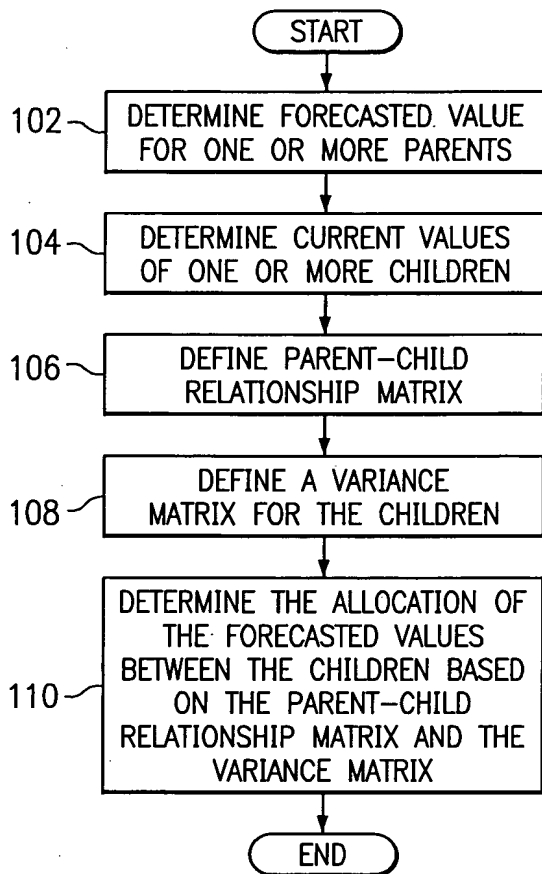 START
102
DETERMINE FORECASTED VALUE
FOR ONE OR MORE PARENTS
104
DETERMINE CURRENT VALUES
OF ONE OR MORE CHILDREN
106
DEFINE PARENT-CHILD
RELATIONSHIP MATRIX
108
DEFINE A VARIANCE
MATRIX FOR THE CHILDREN
110
DETERMINE THE ALLOCATION OF
THE FORECASTED VALUES
BETWEEN THE CHILDREN BASED
ON THE PARENT-CHILD
RELATIONSHIP MATRIX AND THE
VARIANCE MATRIX
END